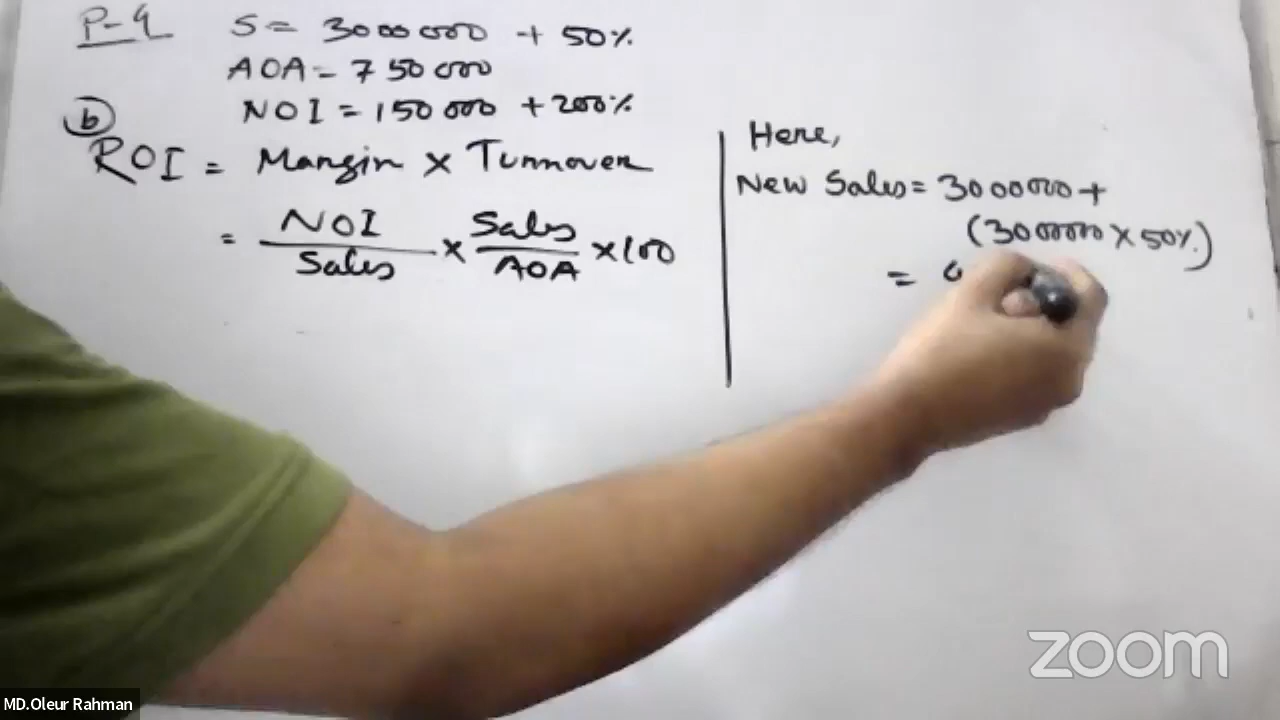 P-9 S = 3000000 + 50%
AOA = 750000
NOI = 150000 + 200%
b
ROI = Margin × Turnover
= NOI / Sales × Sales / AOA × 100
Here,
New Sales = 3000000 +
(3000000 × 50%)
=
zoom
MD.Oleur Rahman